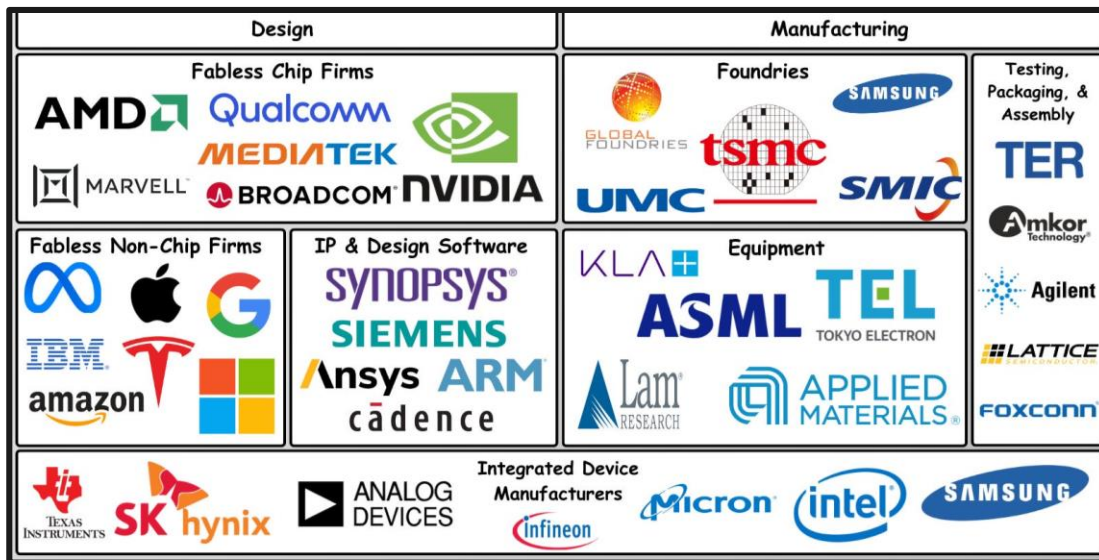 Design
Manufacturing
Fabless Chip Firms
AMD
Qualcomm
MEDIATEK
MARVELL™
BROADCOM®
NVIDIA
Foundries
GLOBAL
FOUNDRIES
tsmc
SAMSUNG
UMC
SMIC
Testing,
Packaging, &
Assembly
TER
Amkor
Technology®
Agilent
LATTICE
SEMICONDUCTOR
FOXCONN®
Fabless Non-Chip Firms
IBM®
amazon
IP & Design Software
SYNOPSYS®
SIEMENS
Ansys
ARM®
cādence
Equipment
KLA
ASML
TEL
TOKYO ELECTRON
Lam®
RESEARCH
APPLIED
MATERIALS®
Integrated Device
Manufacturers
TEXAS
INSTRUMENTS
SK hynix
ANALOG
DEVICES
infineon
Micron®
intel®
SAMSUNG